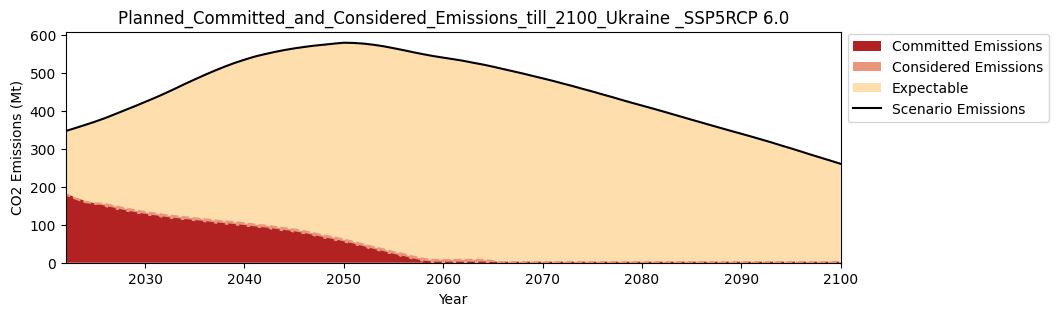 Planned_Committed_and_Considered_Emissions_till_2100_Ukraine _SSP5RCP 6.0
600
500
400
300
200
100
0
CO2 Emissions (Mt)
2030 2040 2050 2060 2070 2080 2090 2100
Year
Committed Emissions
Considered Emissions
Expectable
Scenario Emissions